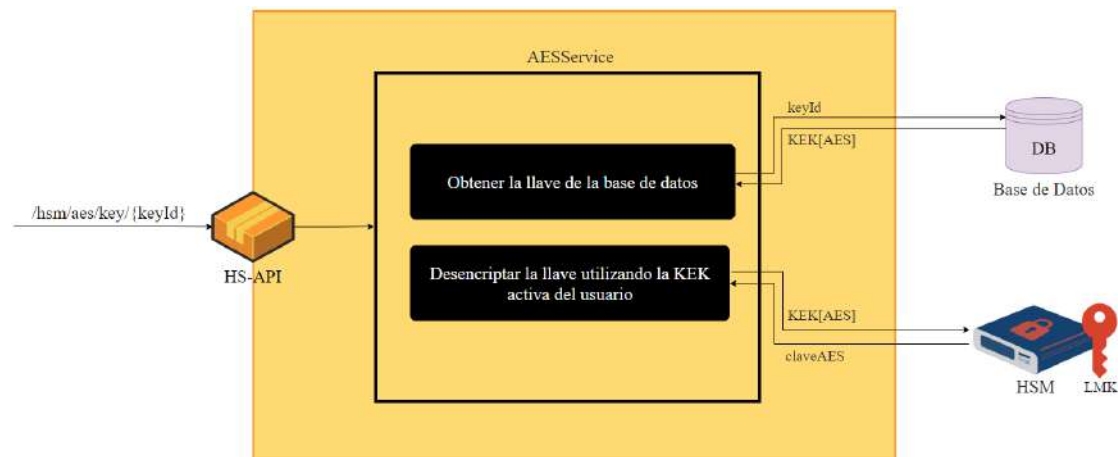 AESService
keyId
KEK[AES]
DB
Base de Datos
Obtener la llave de la base de datos
/hsm/aes/key/{keyId}
HS-API
Desencriptar la llave utilizando la KEK
activa del usuario
KEK[AES]
claveAES
HSM
LMK